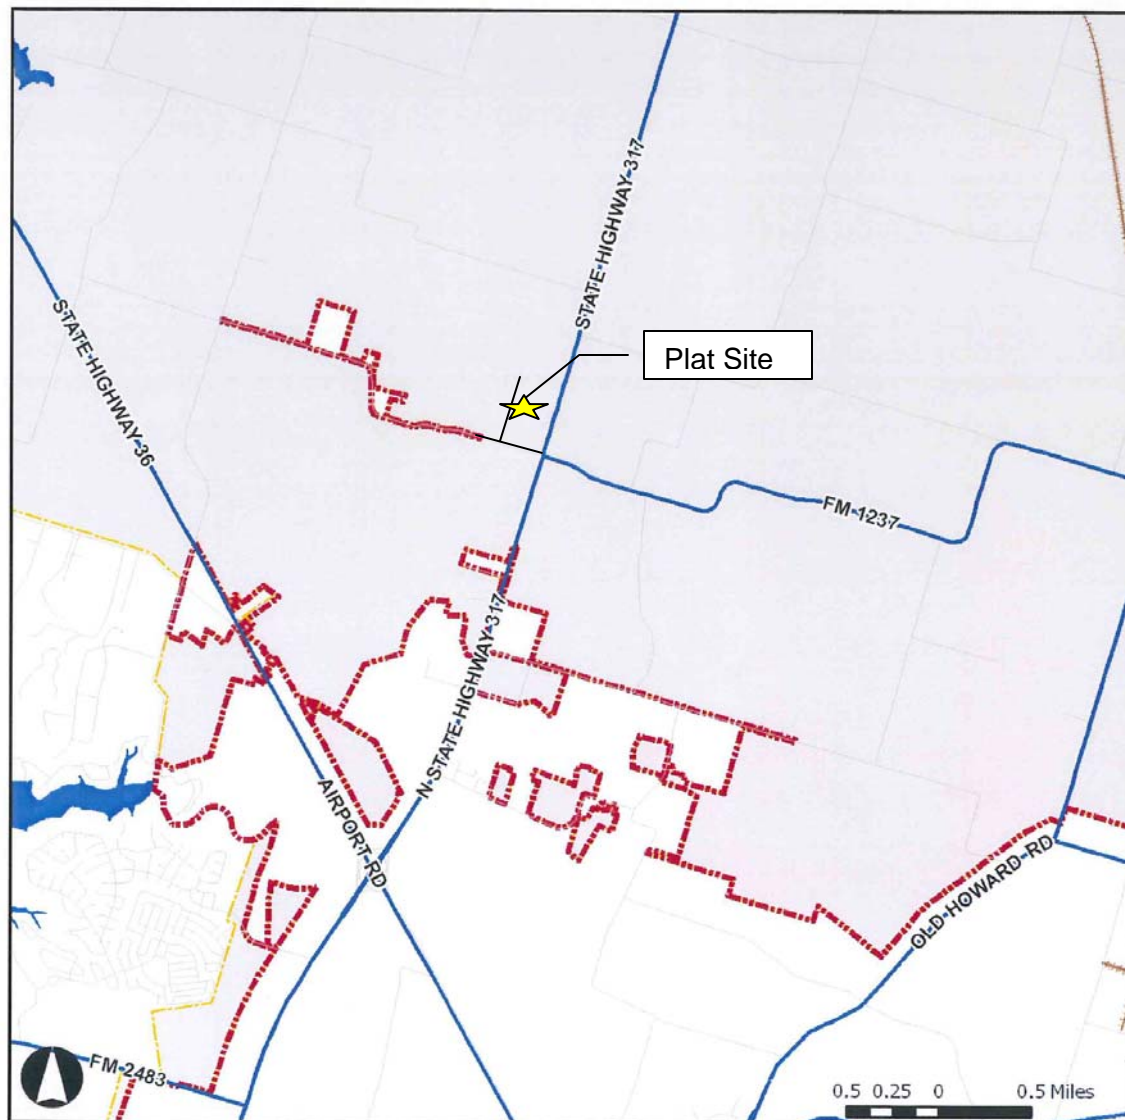 STATE HIGHWAY 317
STATE HIGHWAY 36
Plat Site
FM 1237
N STATE HIGHWAY 317
AIRPORT RD
OLD HOWARD RD
FM 2483
0.5 0.25 0 0.5 Miles